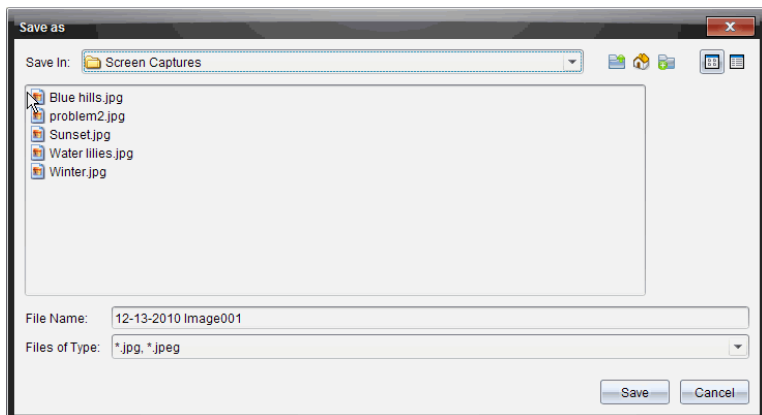 Save as
Save In: Screen Captures
Blue hills.jpg
problem2.jpg
Sunset.jpg
Water lilies.jpg
Winter.jpg
File Name: 12-13-2010 Image001
Files of Type: *.jpg, *.jpeg
Save Cancel